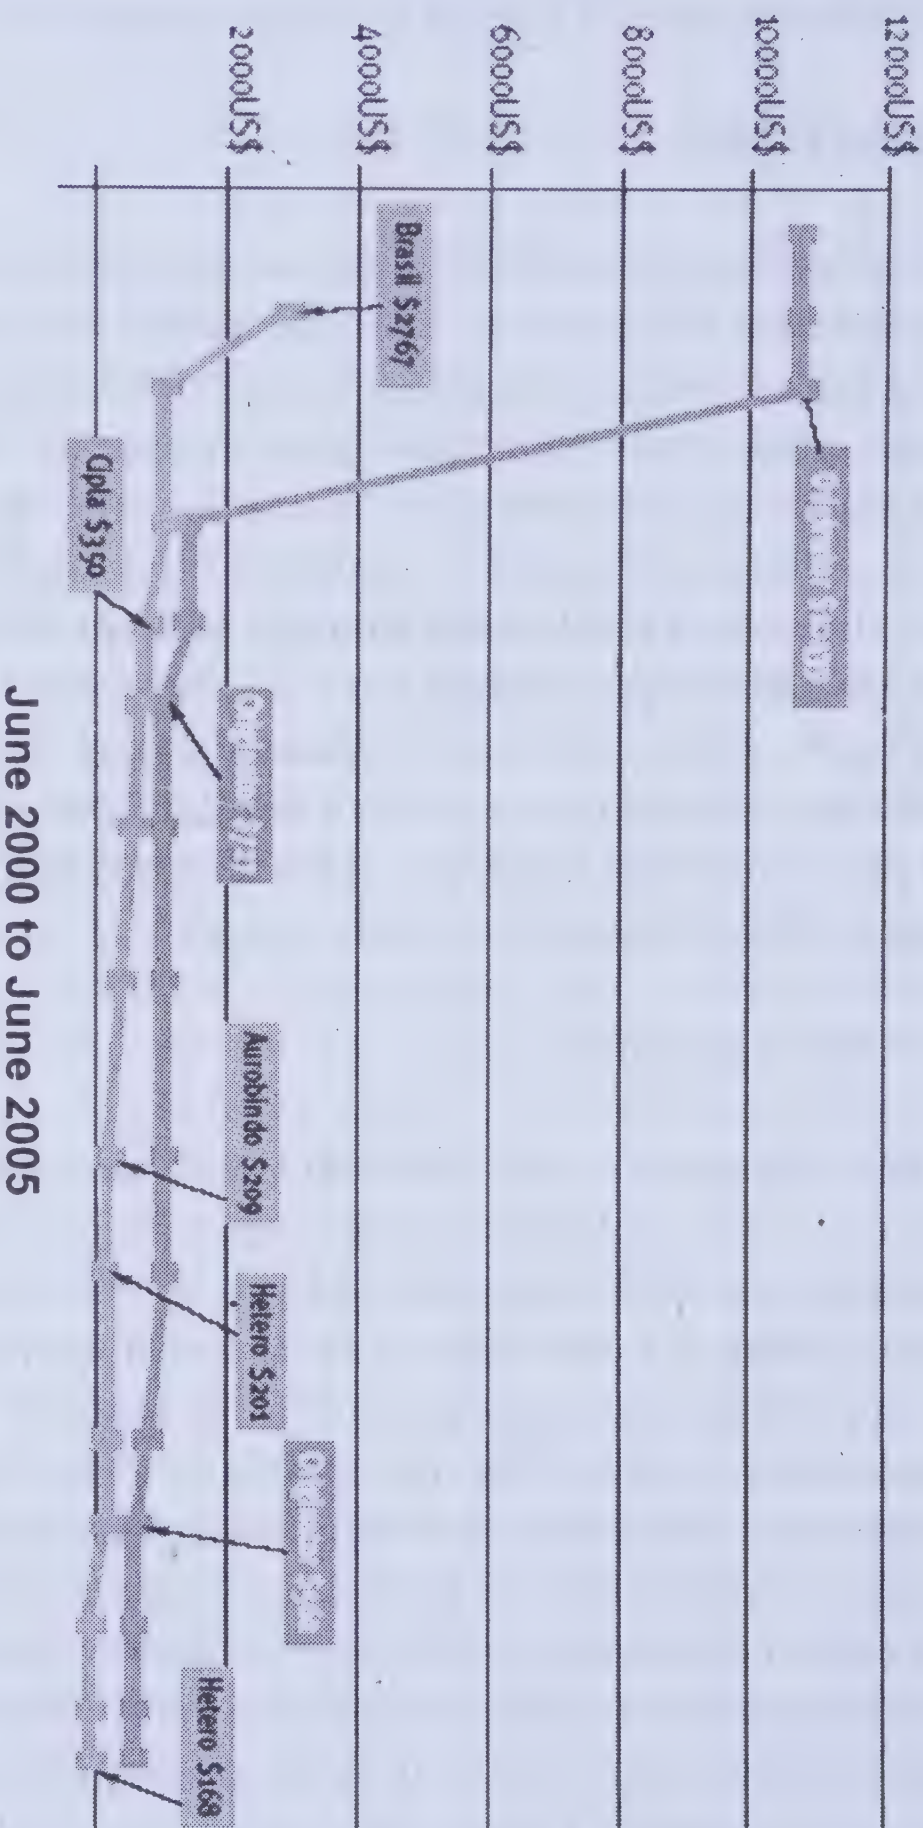 12000US$
10000US$
8000US$
6000US$
4000US$
2000US$
Brasil $2767
Cipla $350
Aurobindo $209
Hetero $201
Hetero $168
June 2000 to June 2005